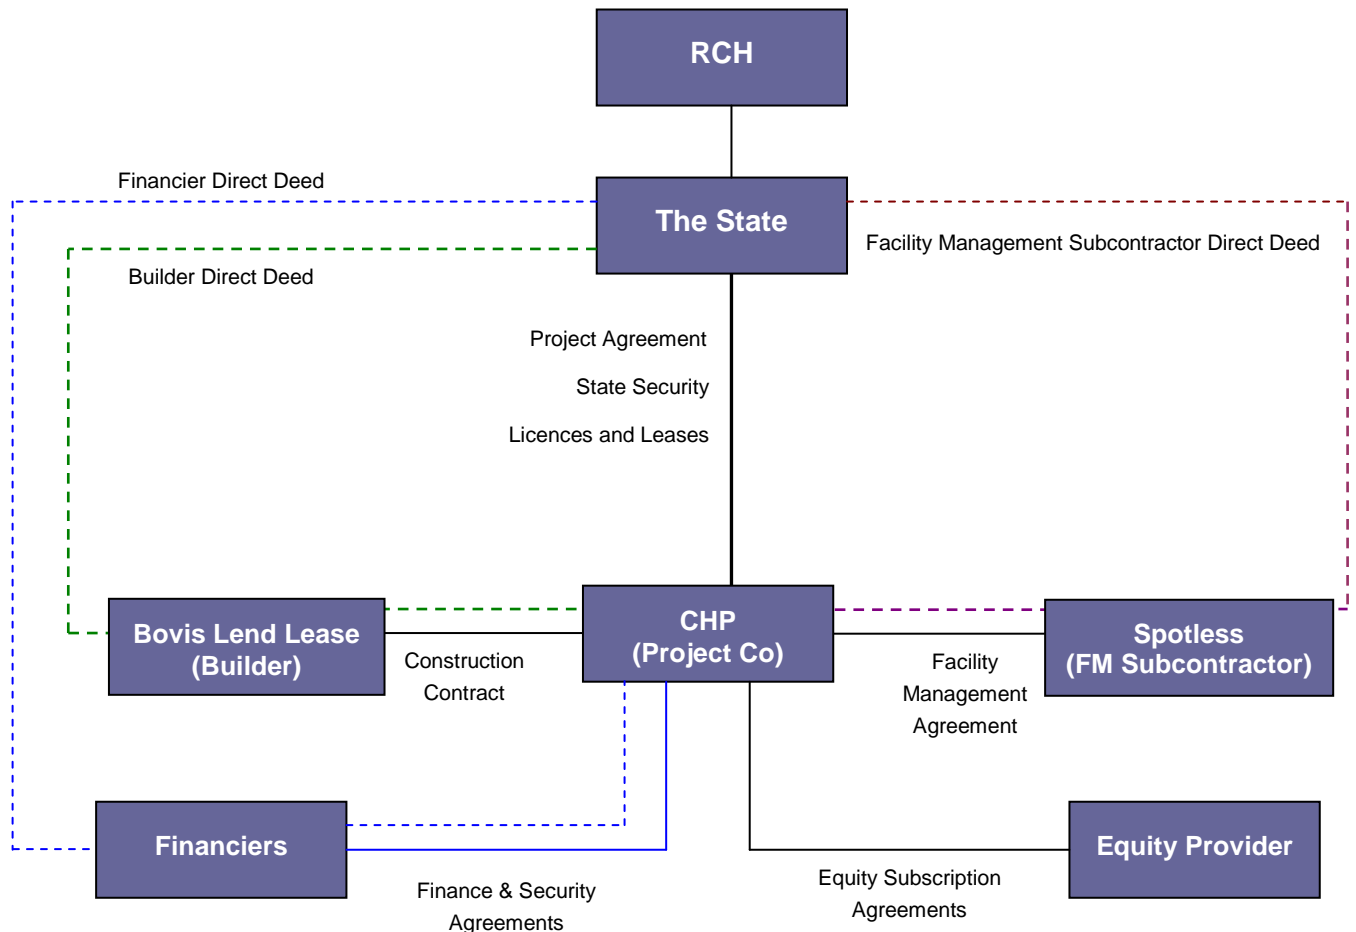 RCH
Financier Direct Deed
The State
Facility Management Subcontractor Direct Deed
Builder Direct Deed
Project Agreement
State Security
Licences and Leases
Bovis Lend Lease
(Builder)
Construction
Contract
CHP
(Project Co)
Facility
Management
Agreement
Spotless
(FM Subcontractor)
Financiers
Finance & Security
Agreements
Equity Subscription
Agreements
Equity Provider